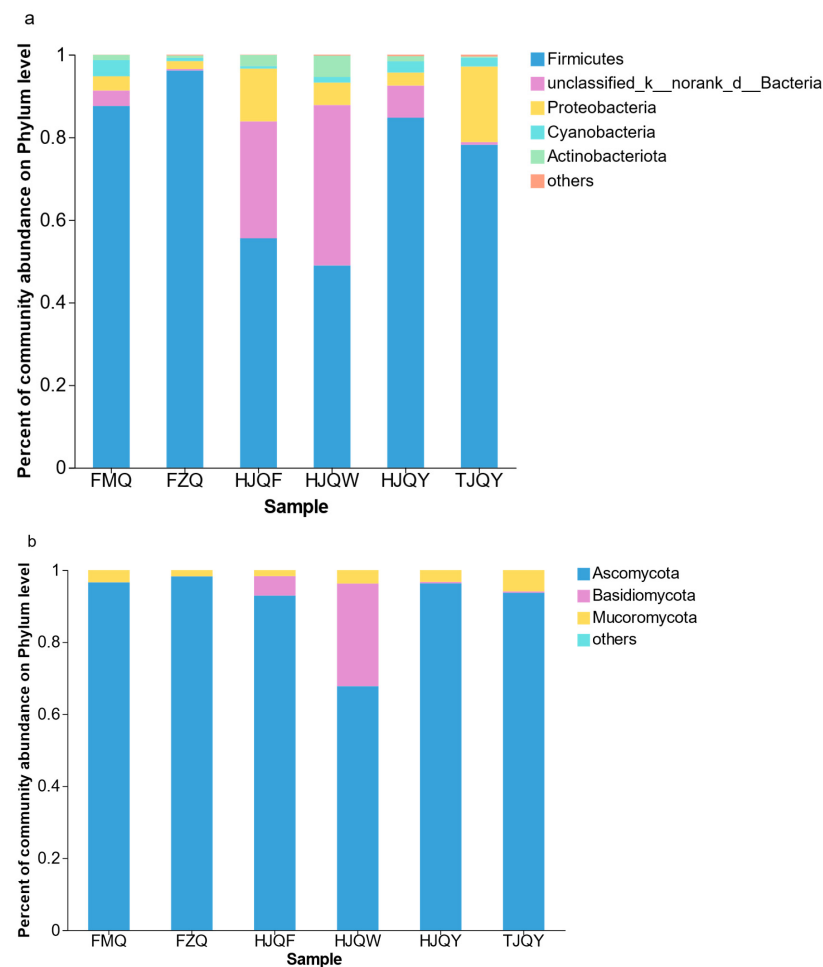 a
Percent of community abundance on Phylum level
1
0.8
0.6
0.4
0.2
0
FMQ FZQ HJQF HJQW HJQY TJQY
Sample
Firmicutes
unclassified_k__norank_d__Bacteria
Proteobacteria
Cyanobacteria
Actinobacteriota
others
b
Percent of community abundance on Phylum level
1
0.8
0.6
0.4
0.2
0
FMQ FZQ HJQF HJQW HJQY TJQY
Sample
Ascomycota
Basidiomycota
Mucoromycota
others